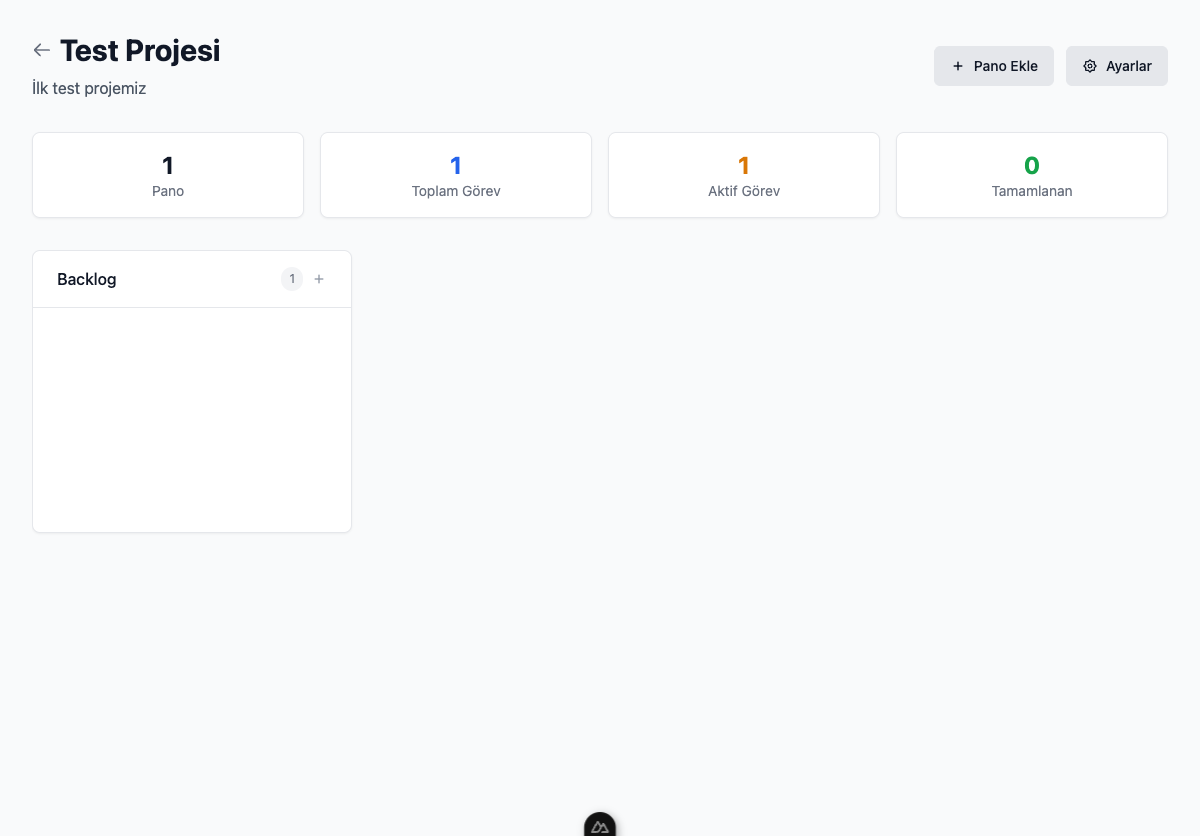 Test Projesi
İlk test projemiz
Pano Ekle
Ayarlar
1
Pano
1
Toplam Görev
1
Aktif Görev
0
Tamamlanan
Backlog
1